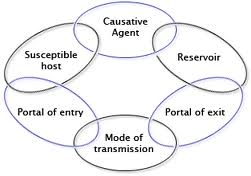 Causative
Agent
Reservoir
Portal of exit
Mode of
transmission
Portal of entry
Susceptible
host